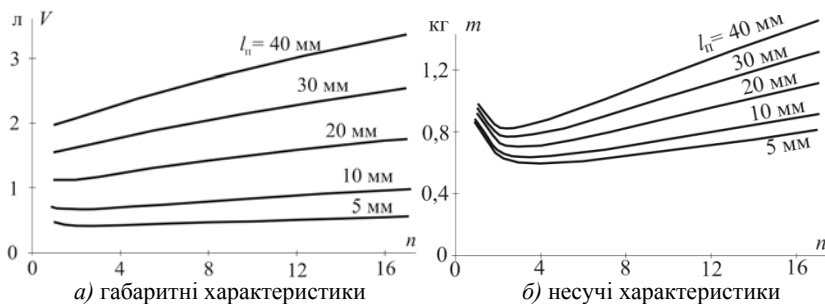 л V
3
2
1
0
0 4 8 12 16 n
lп= 40 мм
30 мм
20 мм
10 мм
5 мм
а) габаритні характеристики
кг m
1,2
0,8
0,4
0
0 4 8 12 n
lп= 40 мм
30 мм
20 мм
10 мм
5 мм
б) несучі характеристики